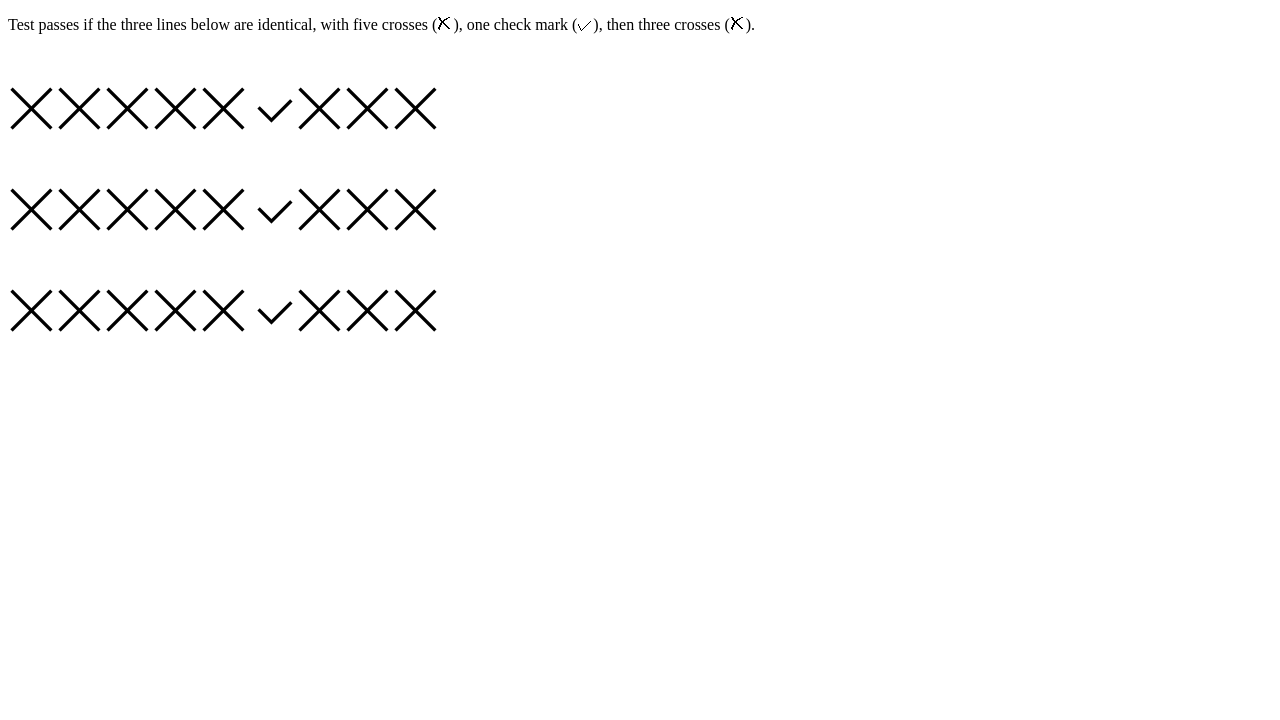 Test passes if the three lines below are identical, with five crosses (✗), one check mark (✓), then three crosses (✗).
✗✗✗✗✗✓✗✗✗
✗✗✗✗✗✓✗✗✗
✗✗✗✗✗✓✗✗✗